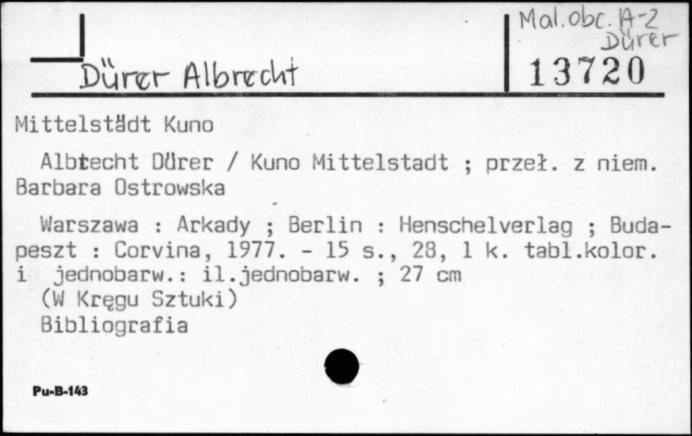 Mal.obc. A-2
Dürer
Dürer Albrecht
13720
Mittelstädt Kuno
Albtecht Dürer / Kuno Mittelstadt ; przeł. z niem.
Barbara Ostrowska
Warszawa : Arkady ; Berlin : Henschelverlag ; Buda-
peszt : Corvina, 1977. - 15 s., 28, 1 k. tabl.kolor.
i jednobarw.: il.jednobarw. ; 27 cm
(W Kręgu Sztuki)
Bibliografia
Pu-B-143